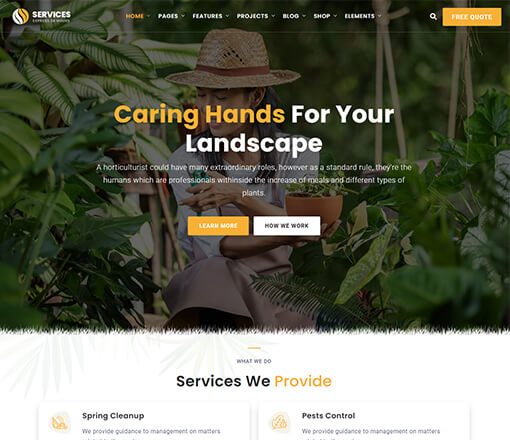 SERVICES
EXPRESS 24 HOURS
HOME PAGES FEATURES PROJECTS BLOG SHOP ELEMENTS
FREE QUOTE
Caring Hands For Your
Landscape
A horticulturist could have many extraordinary roles, however as a standard rule, they're the
humans which are professionals withinside the increase of meals and different types of
plants.
LEARN MORE HOW WE WORK
WHAT WE DO
Services We Provide
Spring Cleanup Pests Control
We provide guidance to management on matters We provide guidance to management on matters